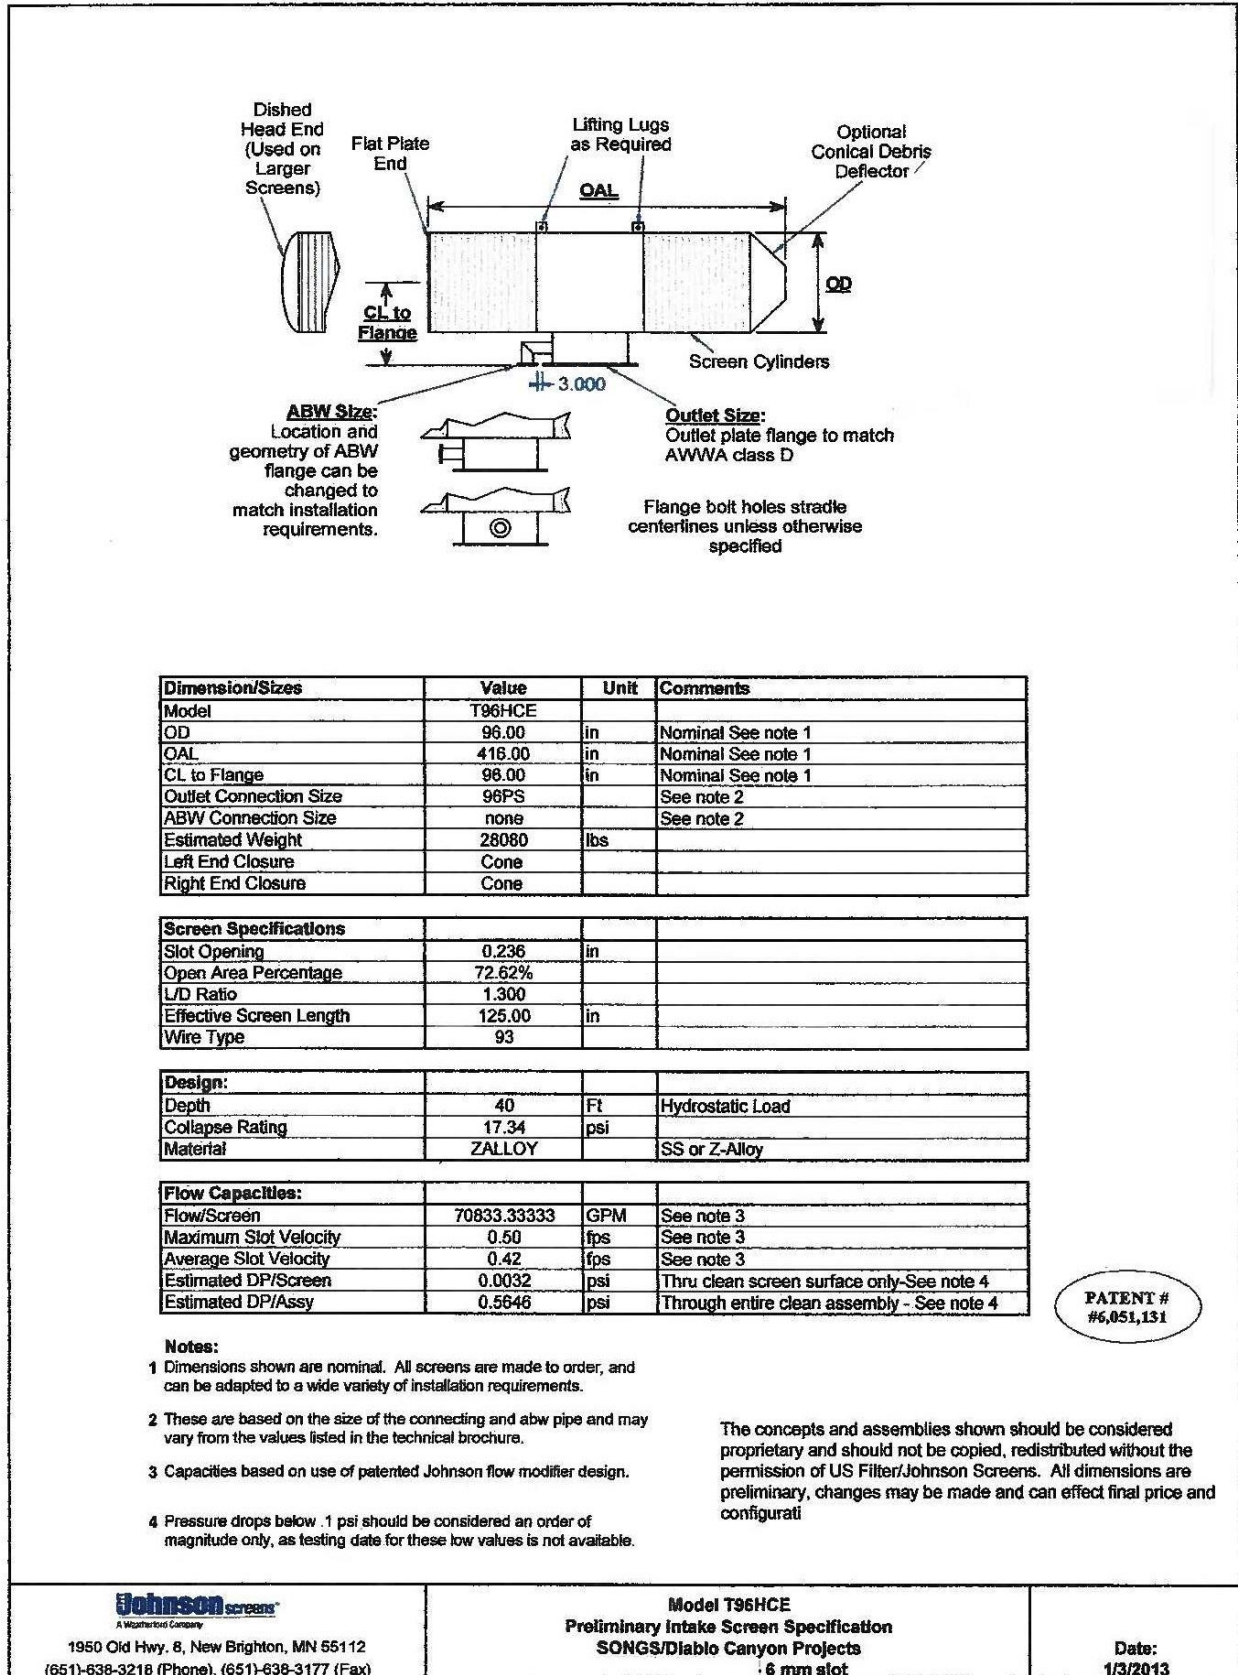 Dished
Head End
(Used on
Larger
Screens)
Flat Plate
End
Lifting Lugs
as Required
Optional
Conical Debris
Deflector
OAL
OD
CL to
Flange
Screen Cylinders
3.000
ABW Size:
Location and
geometry of ABW
flange can be
changed to
match installation
requirements.
Outlet Size:
Outlet plate flange to match
AWWA class D
Flange bolt holes stradle
centerlines unless otherwise
specified
Dimension/Sizes Value Unit Comments
Model T96HCE
OD 96.00 in Nominal See note 1
OAL 416.00 in Nominal See note 1
CL to Flange 96.00 in Nominal See note 1
Outlet Connection Size 96PS See note 2
ABW Connection Size none See note 2
Estimated Weight 28080 lbs
Left End Closure Cone
Right End Closure Cone
Screen Specifications
Slot Opening 0.236 in
Open Area Percentage 72.62%
L/D Ratio 1.300
Effective Screen Length 125.00 in
Wire Type 93
Design:
Depth 40 Ft Hydrostatic Load
Collapse Rating 17.34 psi
Material ZALLOY SS or Z-Alloy
Flow Capacities:
Flow/Screen 70833.33333 GPM See note 3
Maximum Slot Velocity 0.50 fps See note 3
Average Slot Velocity 0.42 fps See note 3
Estimated DP/Screen 0.0032 psi Thru clean screen surface only-See note 4
Estimated DP/Assy 0.5646 psi Through entire clean assembly - See note 4
PATENT #
#6,051,131
Notes:
1 Dimensions shown are nominal. All screens are made to order, and
can be adapted to a wide variety of installation requirements.
2 These are based on the size of the connecting and abw pipe and may
vary from the values listed in the technical brochure.
3 Capacities based on use of patented Johnson flow modifier design.
4 Pressure drops below .1 psi should be considered an order of
magnitude only, as testing date for these low values is not available.
The concepts and assemblies shown should be considered
proprietary and should not be copied, redistributed without the
permission of US Filter/Johnson Screens. All dimensions are
preliminary, changes may be made and can effect final price and
configurati
Johnson screens
A Weatherford Company
1950 Old Hwy. 8, New Brighton, MN 55112
(651)-638-3218 (Phone), (651)-638-3177 (Fax)
Model T96HCE
Preliminary Intake Screen Specification
SONGS/Diablo Canyon Projects
6 mm slot
Date:
1/3/2013